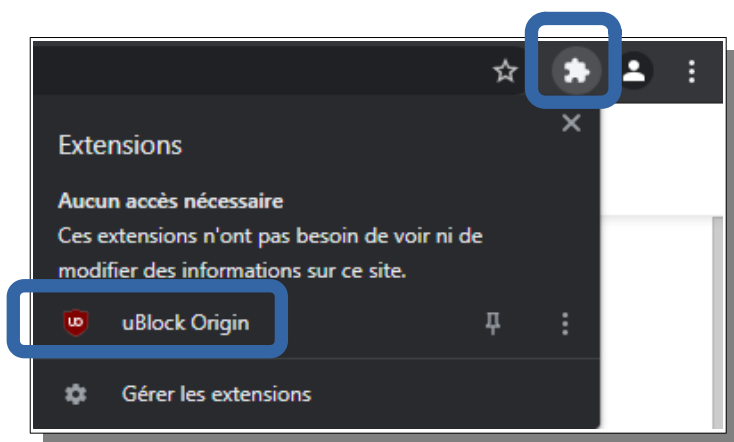 Extensions
Aucun accès nécessaire
Ces extensions n'ont pas besoin de voir ni de
modifier des informations sur ce site.
uBlock Origin
Gérer les extensions